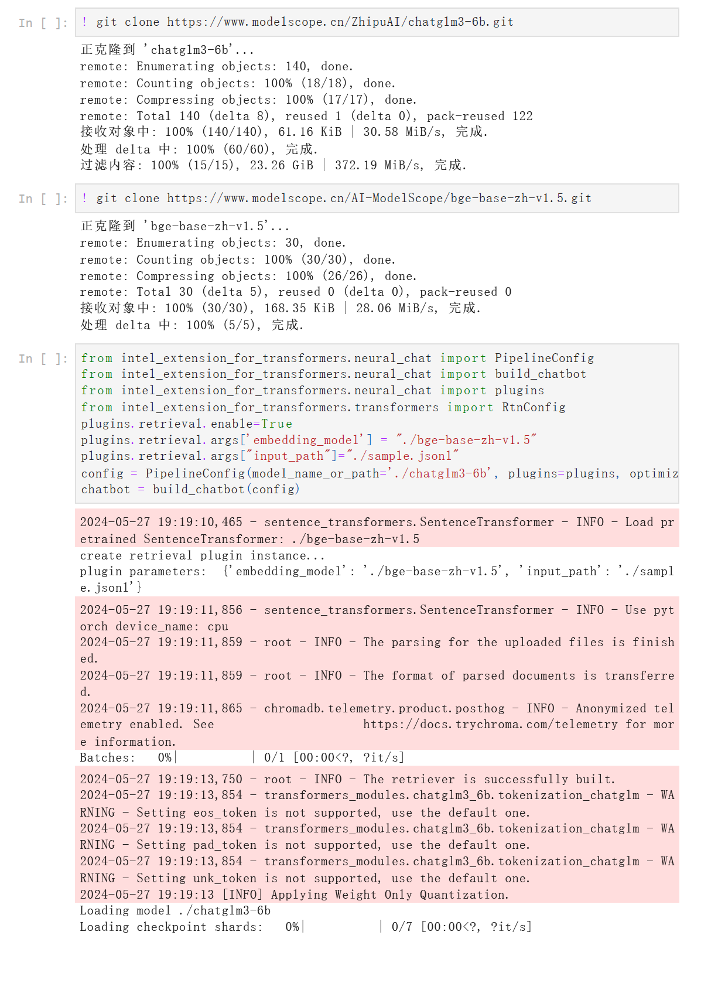 In [ ]: ! git clone https://www.modelscope.cn/ZhipuAI/chatglm3-6b.git
正克隆到 'chatglm3-6b'...
remote: Enumerating objects: 140, done.
remote: Counting objects: 100% (18/18), done.
remote: Compressing objects: 100% (17/17), done.
remote: Total 140 (delta 8), reused 1 (delta 0), pack-reused 122
接收对象中: 100% (140/140), 61.16 KiB | 30.58 MiB/s, 完成.
处理 delta 中: 100% (60/60), 完成.
过滤内容: 100% (15/15), 23.26 GiB | 372.19 MiB/s, 完成.
In [ ]: ! git clone https://www.modelscope.cn/AI-ModelScope/bge-base-zh-v1.5.git
正克隆到 'bge-base-zh-v1.5'...
remote: Enumerating objects: 30, done.
remote: Counting objects: 100% (30/30), done.
remote: Compressing objects: 100% (26/26), done.
remote: Total 30 (delta 5), reused 0 (delta 0), pack-reused 0
接收对象中: 100% (30/30), 168.35 KiB | 28.06 MiB/s, 完成.
处理 delta 中: 100% (5/5), 完成.
In [ ]: from intel_extension_for_transformers.neural_chat import PipelineConfig
from intel_extension_for_transformers.neural_chat import build_chatbot
from intel_extension_for_transformers.neural_chat import plugins
from intel_extension_for_transformers.transformers import RtnConfig
plugins.retrieval.enable=True
plugins.retrieval.args['embedding_model'] = "./bge-base-zh-v1.5"
plugins.retrieval.args["input_path"]="./sample.jsonl"
config = PipelineConfig(model_name_or_path='./chatglm3-6b', plugins=plugins, optimiz
chatbot = build_chatbot(config)
2024-05-27 19:19:10,465 - sentence_transformers.SentenceTransformer - INFO - Load pr
etrained SentenceTransformer: ./bge-base-zh-v1.5
create retrieval plugin instance...
plugin parameters:  {'embedding_model': './bge-base-zh-v1.5', 'input_path': './sampl
e.jsonl'}
2024-05-27 19:19:11,856 - sentence_transformers.SentenceTransformer - INFO - Use pyt
orch device_name: cpu
2024-05-27 19:19:11,859 - root - INFO - The parsing for the uploaded files is finish
ed.
2024-05-27 19:19:11,859 - root - INFO - The format of parsed documents is transferre
d.
2024-05-27 19:19:11,865 - chromadb.telemetry.product.posthog - INFO - Anonymized tel
emetry enabled. See                     https://docs.trychroma.com/telemetry for mor
e information.
Batches:   0%|          | 0/1 [00:00<?, ?it/s]
2024-05-27 19:19:13,750 - root - INFO - The retriever is successfully built.
2024-05-27 19:19:13,854 - transformers_modules.chatglm3_6b.tokenization_chatglm - WA
RNING - Setting eos_token is not supported, use the default one.
2024-05-27 19:19:13,854 - transformers_modules.chatglm3_6b.tokenization_chatglm - WA
RNING - Setting pad_token is not supported, use the default one.
2024-05-27 19:19:13,854 - transformers_modules.chatglm3_6b.tokenization_chatglm - WA
RNING - Setting unk_token is not supported, use the default one.
2024-05-27 19:19:13 [INFO] Applying Weight Only Quantization.
Loading model ./chatglm3-6b
Loading checkpoint shards:   0%|          | 0/7 [00:00<?, ?it/s]